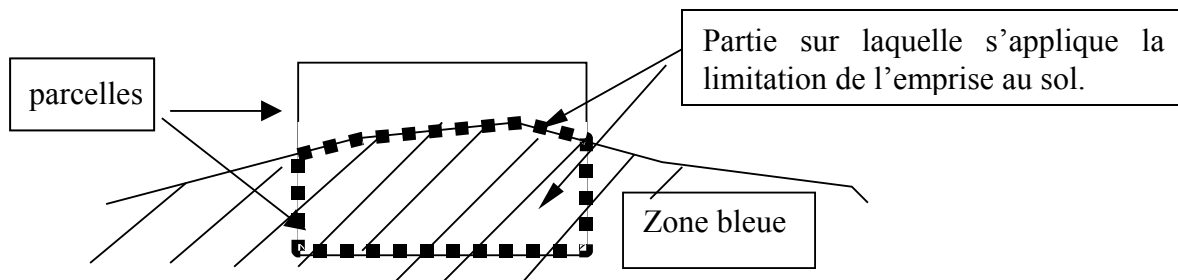 parcelles
Partie sur laquelle s’applique la
limitation de l’emprise au sol.
Zone bleue